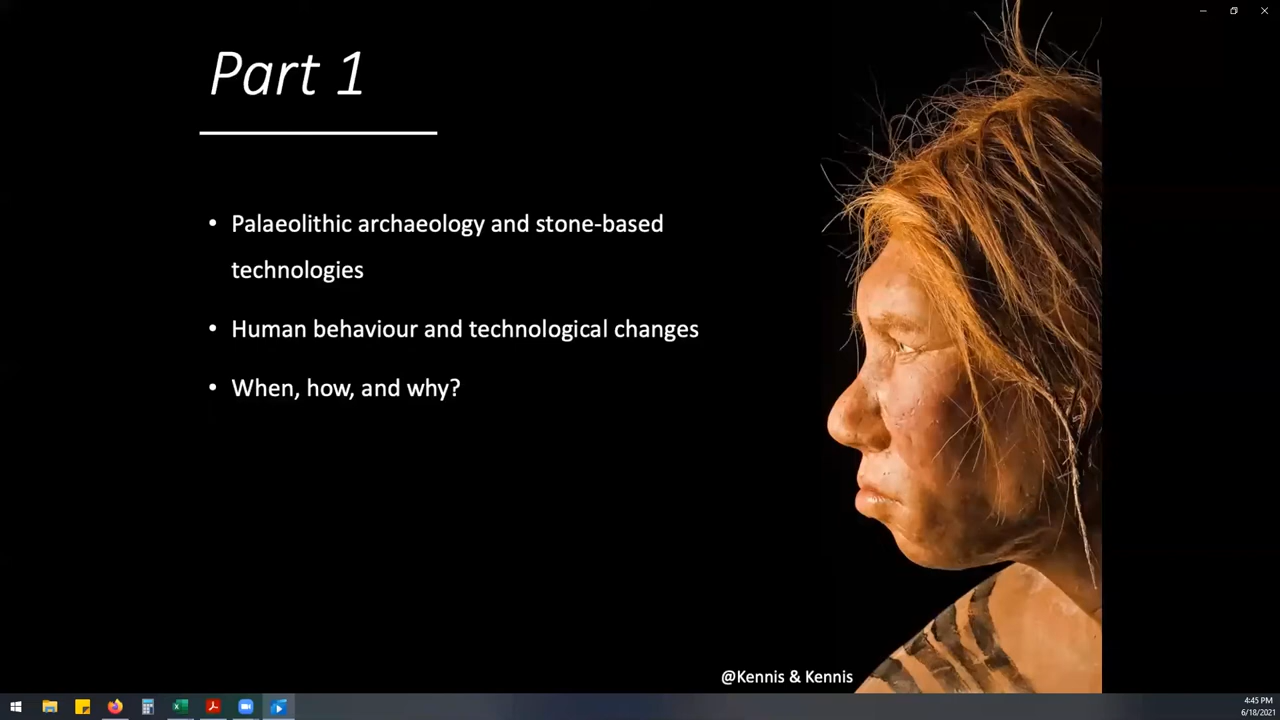 Part 1
• Palaeolithic archaeology and stone-based
technologies
• Human behaviour and technological changes
• When, how, and why?
@Kennis & Kennis
4:45 PM
6/18/2021